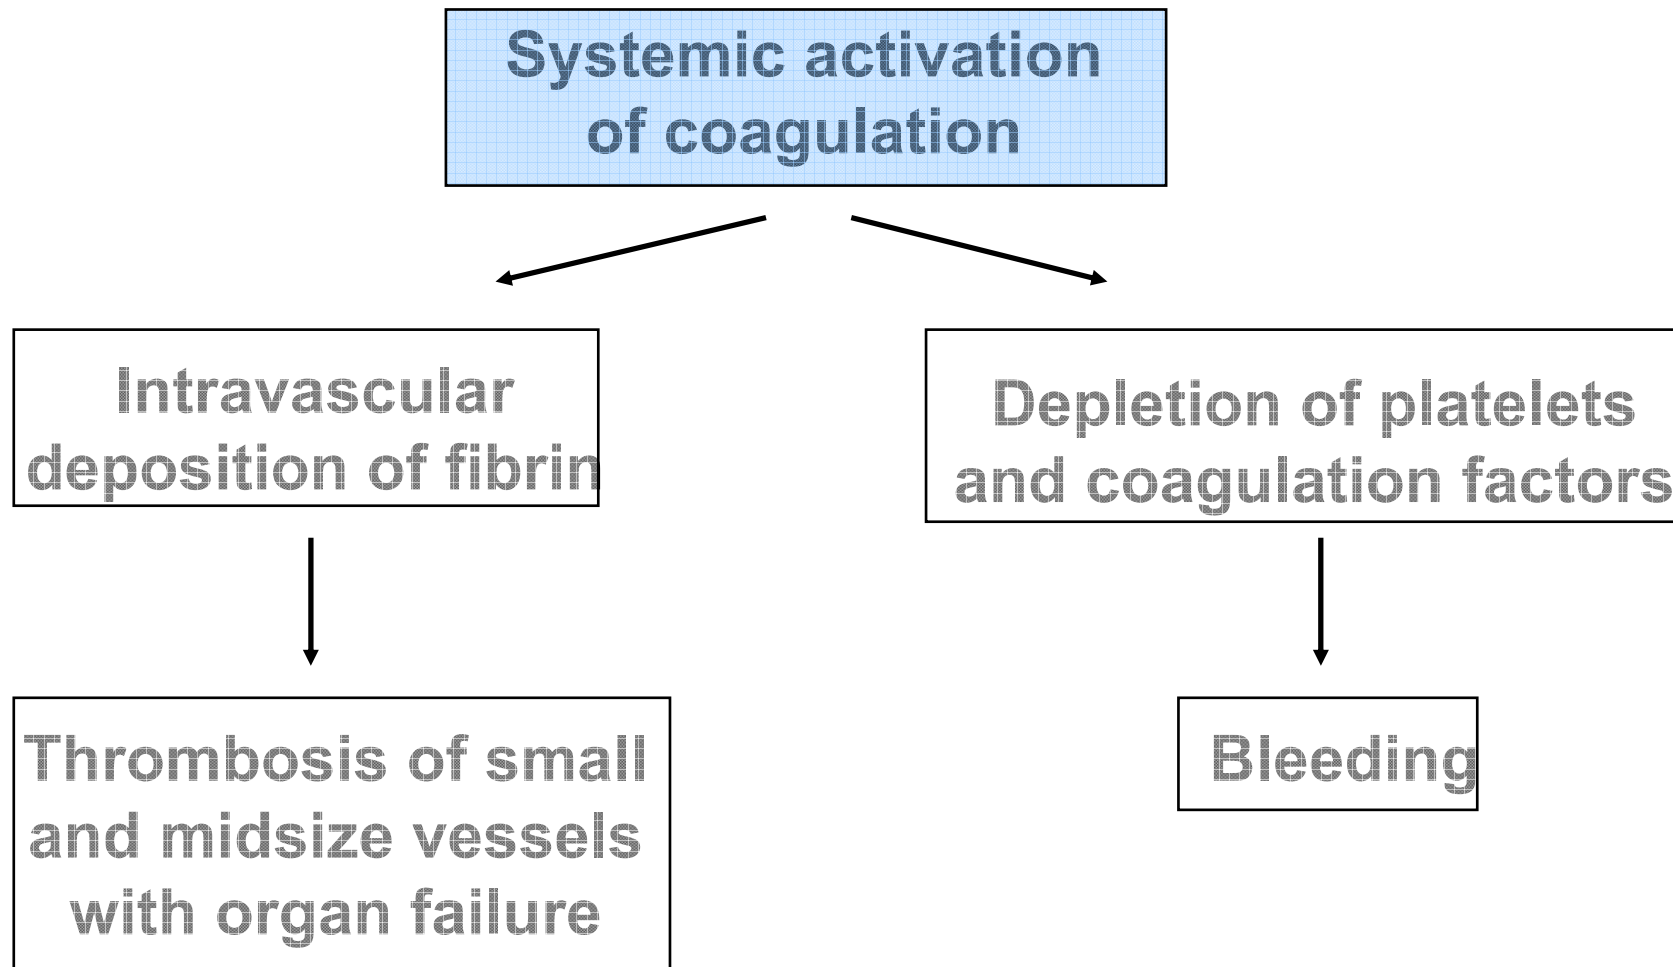 Systemic activation
of coagulation
Intravascular
deposition of fibrin
Depletion of platelets
and coagulation factors
Thrombosis of small
and midsize vessels
with organ failure
Bleeding